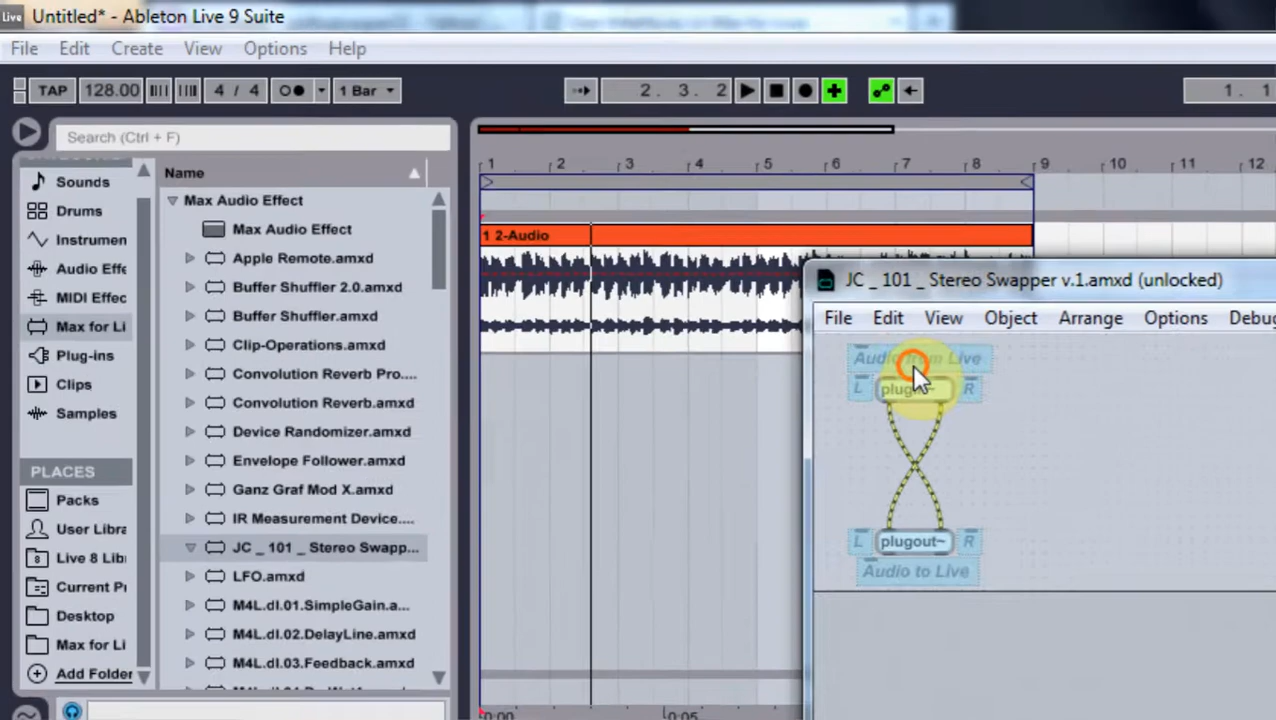 Live Untitled* - Ableton Live 9 Suite
File Edit Create View Options Help
TAP 128.00 4 / 4 1 Bar 2. 3. 2 1. 1
Search (Ctrl + F)
Sounds
Drums
Instrumen
Audio Effe
MIDI Effec
Max for Li
Plug-ins
Clips
Samples
PLACES
Packs
User Libra
Live 8 Lib
Current Pi
Desktop
Max for Li
Add Folder
Name
Max Audio Effect
Max Audio Effect
Apple Remote.amxd
Buffer Shuffler 2.0.amxd
Buffer Shuffler.amxd
Clip-Operations.amxd
Convolution Reverb Pro....
Convolution Reverb.amxd
Device Randomizer.amxd
Envelope Follower.amxd
Ganz Graf Mod X.amxd
IR Measurement Device....
JC _ 101 _ Stereo Swapp...
LFO.amxd
M4L.dl.01.SimpleGain.a...
M4L.dl.02.DelayLine.amxd
M4L.dl.03.Feedback.amxd
1 2 3 4 5 6 7 8 9 10 11 12
1 2-Audio
0:00 0:05
JC _ 101 _ Stereo Swapper v.1.amxd (unlocked)
File Edit View Object Arrange Options Debug
Audio from Live
L R
L plugout~ R
Audio to Live